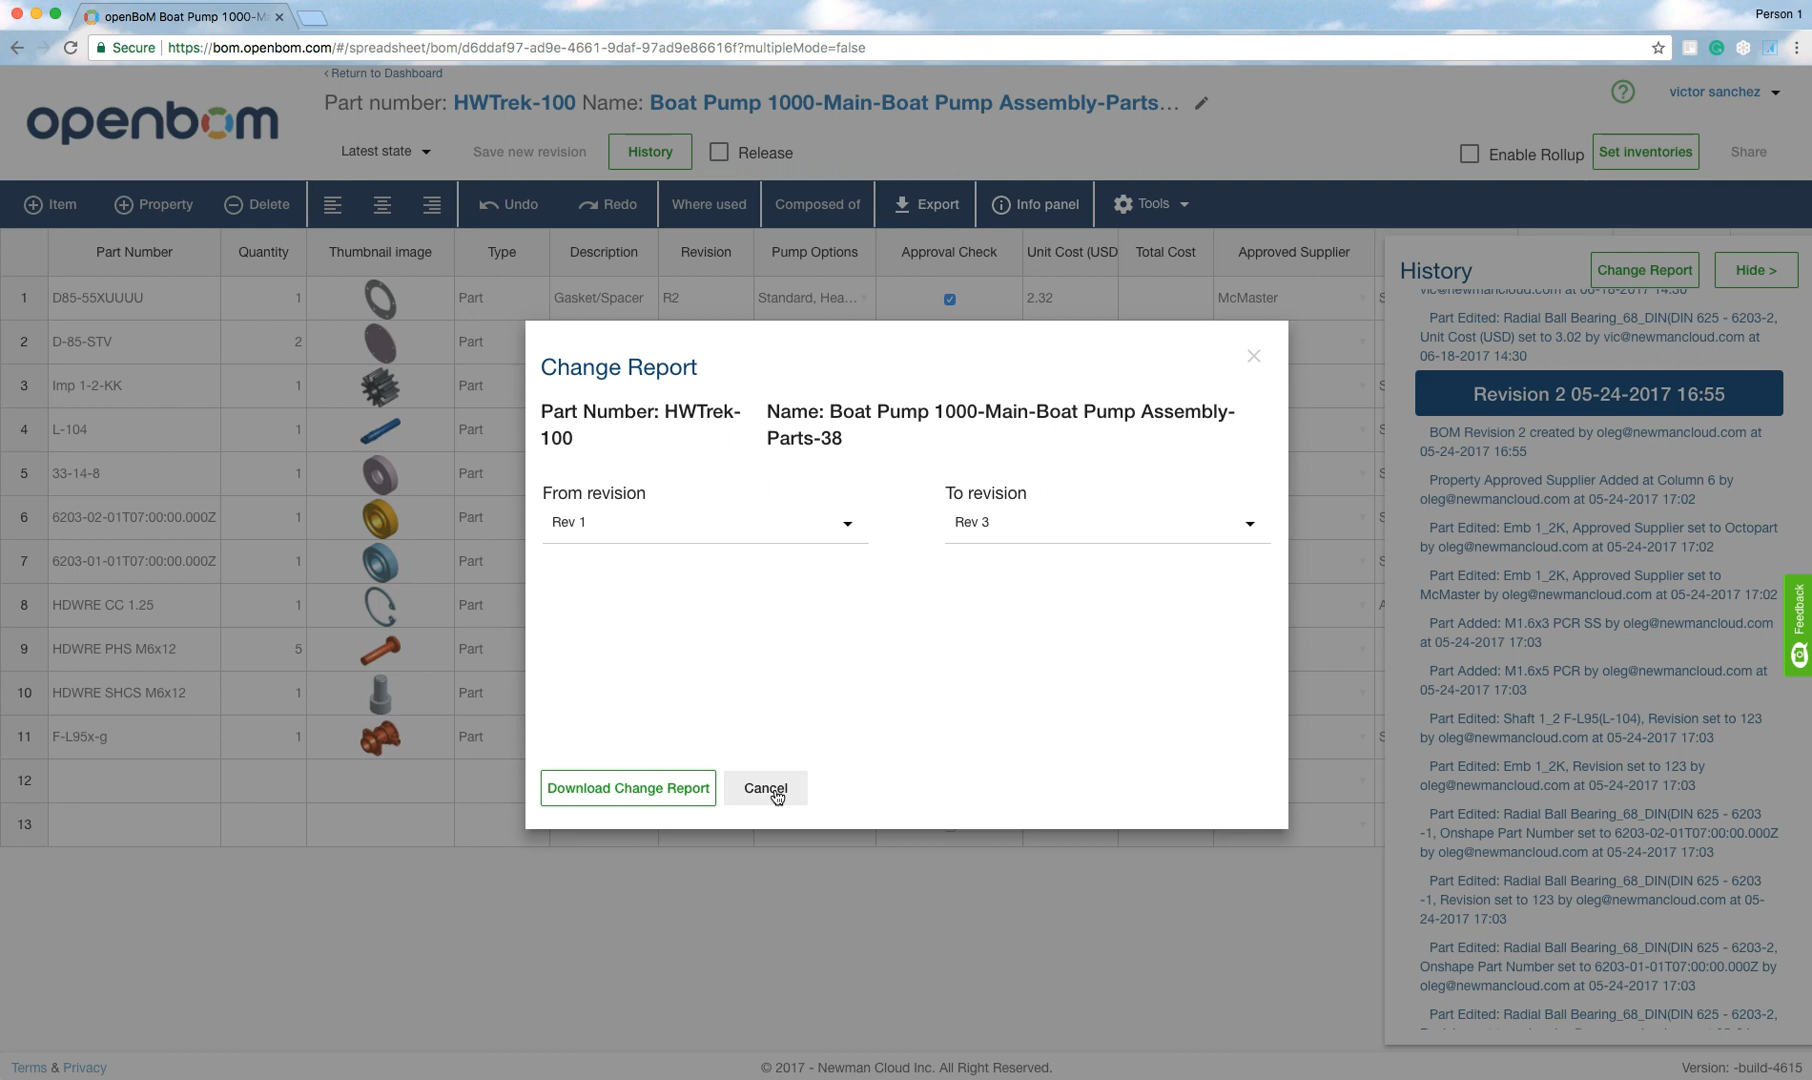 openBoM Boat Pump 1000-M
Person 1
Secure
https://bom.openbom.com/#/spreadsheet/bom/d6ddaf97-ad9e-4661-9daf-97ad9e86616f?multipleMode=false
< Return to Dashboard
openbom
Part number: HWTrek-100 Name: Boat Pump 1000-Main-Boat Pump Assembly-Parts...
victor sanchez
Latest state
Save new revision
History
Release
Enable Rollup
Set inventories
Share
Item
Property
Delete
Undo
Redo
Where used
Composed of
Export
Info panel
Tools
Part Number Quantity Thumbnail image Type Description Revision Pump Options Approval Check Unit Cost (USD Total Cost Approved Supplier
1 D85-55XUUUU 1 Part Gasket/Spacer R2 Standard, Hea... 2.32 McMaster
2 D-85-STV 2 Part
3 Imp 1-2-KK 1 Part
4 L-104 1 Part
5 33-14-8 1 Part
6 6203-02-01T07:00:00.000Z 1 Part
7 6203-01-01T07:00:00.000Z 1 Part
8 HDWRE CC 1.25 1 Part
9 HDWRE PHS M6x12 5 Part
10 HDWRE SHCS M6x12 1 Part
11 F-L95x-g 1 Part
12
13
Change Report
Part Number: HWTrek-
100
Name: Boat Pump 1000-Main-Boat Pump Assembly-
Parts-38
From revision
Rev 1
To revision
Rev 3
Download Change Report
Cancel
History
Change Report
Hide >
vic@newmancloud.com at 06-18-2017 14:30
Part Edited: Radial Ball Bearing_68_DIN(DIN 625 - 6203-2,
Unit Cost (USD) set to 3.02 by vic@newmancloud.com at
06-18-2017 14:30
Revision 2 05-24-2017 16:55
BOM Revision 2 created by oleg@newmancloud.com at
05-24-2017 16:55
Property Approved Supplier Added at Column 6 by
oleg@newmancloud.com at 05-24-2017 17:02
Part Edited: Emb 1_2K, Approved Supplier set to Octopart
by oleg@newmancloud.com at 05-24-2017 17:02
Part Edited: Emb 1_2K, Approved Supplier set to
McMaster by oleg@newmancloud.com at 05-24-2017 17:02
Part Added: M1.6x3 PCR SS by oleg@newmancloud.com
at 05-24-2017 17:03
Part Added: M1.6x5 PCR by oleg@newmancloud.com at
05-24-2017 17:03
Part Edited: Shaft 1_2 F-L95(L-104), Revision set to 123
by oleg@newmancloud.com at 05-24-2017 17:03
Part Edited: Emb 1_2K, Revision set to 123 by
oleg@newmancloud.com at 05-24-2017 17:03
Part Edited: Radial Ball Bearing_68_DIN(DIN 625 - 6203
-1, Onshape Part Number set to 6203-02-01T07:00:00.000Z
by oleg@newmancloud.com at 05-24-2017 17:03
Part Edited: Radial Ball Bearing_68_DIN(DIN 625 - 6203
-1, Revision set to 123 by oleg@newmancloud.com at 05-
24-2017 17:03
Part Edited: Radial Ball Bearing_68_DIN(DIN 625 - 6203-2,
Onshape Part Number set to 6203-01-01T07:00:00.000Z by
oleg@newmancloud.com at 05-24-2017 17:03
Part Edited: Radial Ball Bearing_68_DIN(DIN 625 - 6203-2,
Feedback
Terms & Privacy
© 2017 - Newman Cloud Inc. All Right Reserved.
Version: -build-4615